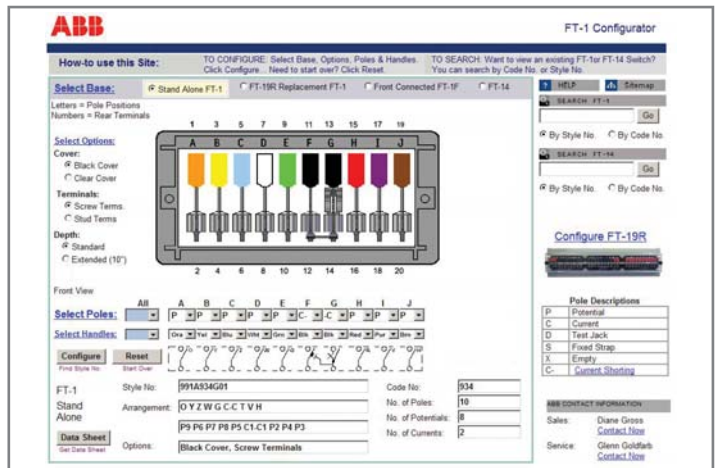 ABB
FT-1 Configurator
How-to use this Site:
TO CONFIGURE: Select Base, Options, Poles & Handles.
Click Configure... Need to start over? Click Reset.
TO SEARCH: Want to view an existing FT-1or FT-14 Switch?
You can search by Code No. or Style No.
Select Base:
Stand Alone FT-1
FT-19R Replacement FT-1
Front Connected FT-1F
FT-14
Letters = Pole Positions
Numbers = Rear Terminals
1 3 5 7 9 11 13 15 17 19
A B C D E F G H I J
2 4 6 8 10 12 14 16 18 20
Select Options:
Cover:
Black Cover
Clear Cover
Terminals:
Screw Terms.
Stud Terms
Depth:
Standard
Extended (10")
Front View
All A B C D E F G H I J
Select Poles:
P P P P P C- -C P P P
Select Handles:
Ora Yel Blu Wht Grn Blk Blk Red Pur Brn
Configure
Find Style No.
Reset
Start Over
FT-1
Stand
Alone
Data Sheet
Get Data Sheet
Style No: 991A934G01
Arrangement: O Y Z W G C-C T V H
P9 P6 P7 P8 P5 C1-C1 P2 P4 P3
Options: Black Cover, Screw Terminals
Code No: 934
No. of Poles: 10
No. of Potentials: 8
No. of Currents: 2
? HELP
Sitemap
SEARCH FT-1
Go
By Style No. By Code No.
SEARCH FT-14
Go
By Style No. By Code No.
Configure FT-19R
Pole Descriptions
P Potential
C Current
D Test Jack
S Fixed Strap
X Empty
C- Current Shorting
ABB CONTACT INFORMATION
Sales: Diane Gross
Contact Now
Service: Glenn Goldfarb
Contact Now